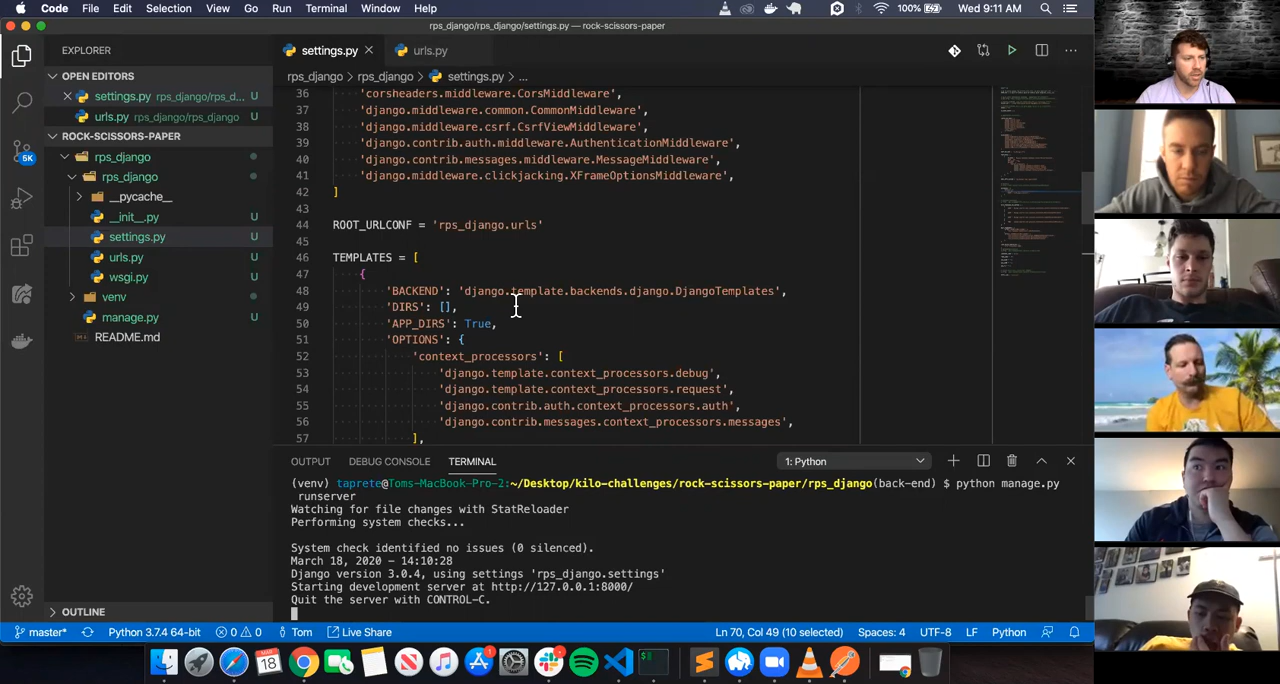 Code File Edit Selection View Go Run Terminal Window Help 100% Wed 9:11 AM
rps_django/rps_django/settings.py — rock-scissors-paper
EXPLORER
settings.py urls.py
OPEN EDITORS
rps_django rps_django settings.py ...
settings.py rps_django/rps_d... U
urls.py rps_django/rps_django U
ROCK-SCISSORS-PAPER
5K
rps_django
rps_django
__pycache__
__init__.py U
settings.py U
urls.py U
wsgi.py U
venv
manage.py U
README.md
OUTLINE
36 'corsheaders.middleware.CorsMiddleware',
37 'django.middleware.common.CommonMiddleware',
38 'django.middleware.csrf.CsrfViewMiddleware',
39 'django.contrib.auth.middleware.AuthenticationMiddleware',
40 'django.contrib.messages.middleware.MessageMiddleware',
41 'django.middleware.clickjacking.XFrameOptionsMiddleware',
42 ]
43
44 ROOT_URLCONF = 'rps_django.urls'
45
46 TEMPLATES = [
47 {
48 'BACKEND': 'django.template.backends.django.DjangoTemplates',
49 'DIRS': [],
50 'APP_DIRS': True,
51 'OPTIONS': {
52 'context_processors': [
53 'django.template.context_processors.debug',
54 'django.template.context_processors.request',
55 'django.contrib.auth.context_processors.auth',
56 'django.contrib.messages.context_processors.messages',
57 ],
OUTPUT DEBUG CONSOLE TERMINAL 1: Python
(venv) taprete@Toms-MacBook-Pro-2:~/Desktop/kilo-challenges/rock-scissors-paper/rps_django(back-end) $ python manage.py
runserver
Watching for file changes with StatReloader
Performing system checks...
System check identified no issues (0 silenced).
March 18, 2020 - 14:10:28
Django version 3.0.4, using settings 'rps_django.settings'
Starting development server at http://127.0.0.1:8000/
Quit the server with CONTROL-C.
master* Python 3.7.4 64-bit 0 0 Tom Live Share Ln 70, Col 49 (10 selected) Spaces: 4 UTF-8 LF Python
18